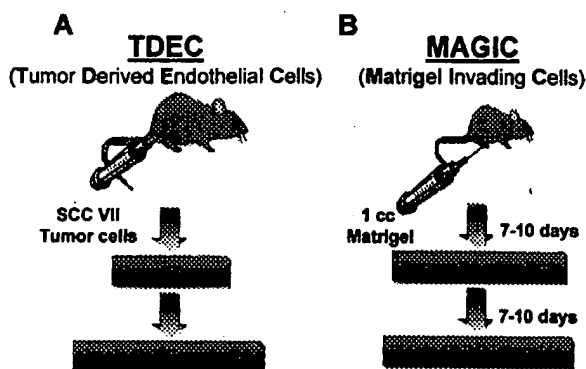 A
TDEC
(Tumor Derived Endothelial Cells)
SCC VII
Tumor cells
B
MAGIC
(Matrigel Invading Cells)
1 cc
Matrigel
7-10 days
7-10 days